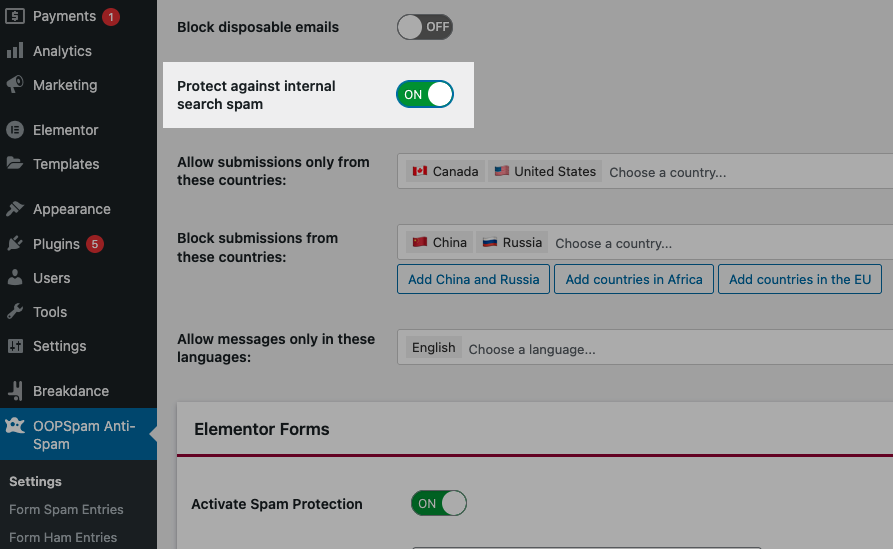 Payments 1
Analytics
Marketing
Elementor
Templates
Appearance
Plugins 5
Users
Tools
Settings
Breakdance
OOPSpam Anti-
Spam
Settings
Form Spam Entries
Form Ham Entries
Block disposable emails OFF
Protect against internal
search spam
ON
Allow submissions only from
these countries:
Canada United States Choose a country...
Block submissions from
these countries:
China Russia Choose a country...
Add China and Russia Add countries in Africa Add countries in the EU
Allow messages only in these
languages:
English Choose a language...
Elementor Forms
Activate Spam Protection ON